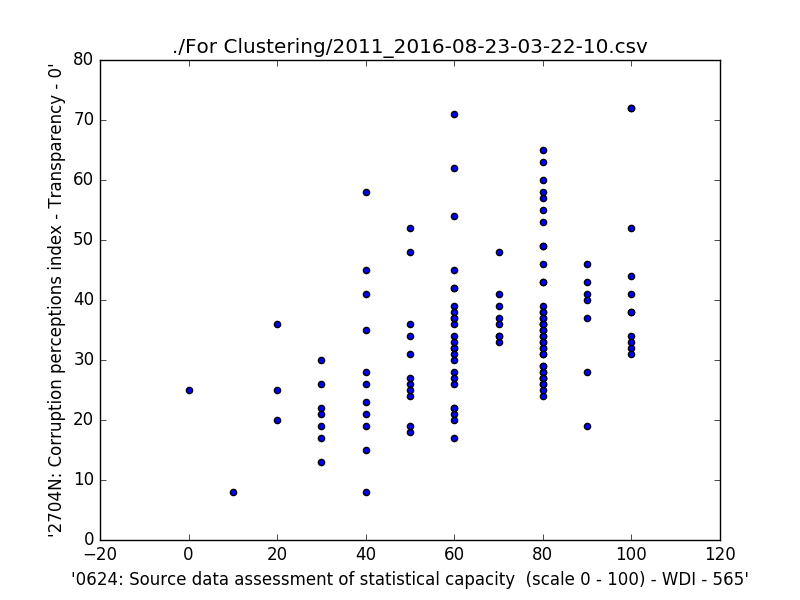 ./For Clustering/2011_2016-08-23-03-22-10.csv
'2704N: Corruption perceptions index - Transparency - 0'
80
70
60
50
40
30
20
10
0
−20 0 20 40 60 80 100 120
'0624: Source data assessment of statistical capacity  (scale 0 - 100) - WDI - 565'